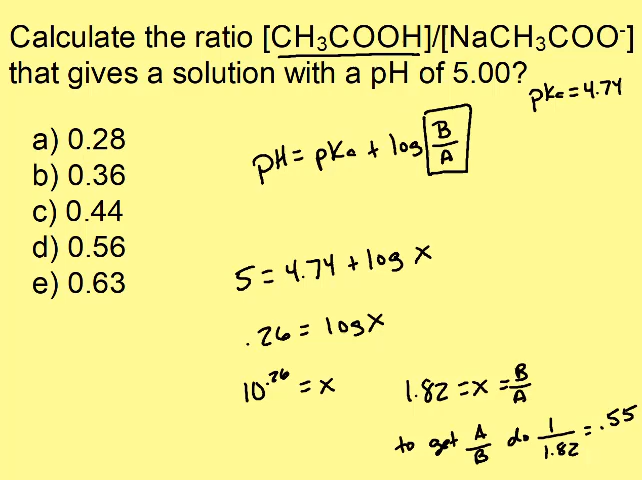 Calculate the ratio [CH₃COOH]/[NaCH₃COO⁻]
that gives a solution with a pH of 5.00?
pKa = 4.74
a) 0.28
b) 0.36
c) 0.44
d) 0.56
e) 0.63
pH = pKa + log B/A
5 = 4.74 + log x
.26 = log x
10^.26 = x
1.82 = x = B/A
to get A/B do 1/1.82 = .55